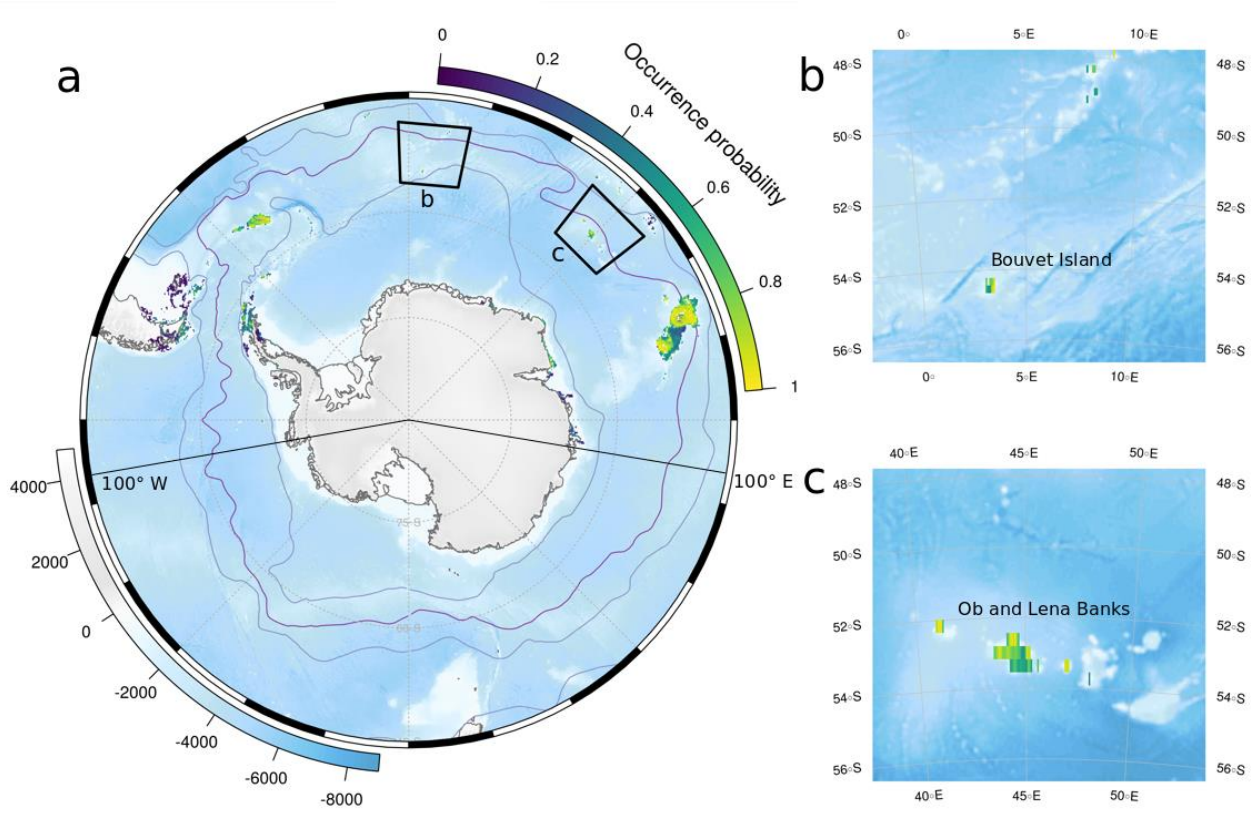 a
0
0.2
0.4
0.6
0.8
1
Occurrence probability
b
c
100° W
100° E
75◦S
60◦S
4000
2000
0
-2000
-4000
-6000
-8000
b
0◦
5◦E
10◦E
48◦S
48◦S
50◦S
50◦S
52◦S
52◦S
Bouvet Island
54◦S
54◦S
56◦S
56◦S
0◦
5◦E
10◦E
c
40◦E
45◦E
50◦E
48◦S
48◦S
50◦S
50◦S
Ob and Lena Banks
52◦S
52◦S
54◦S
54◦S
56◦S
56◦S
40◦E
45◦E
50◦E